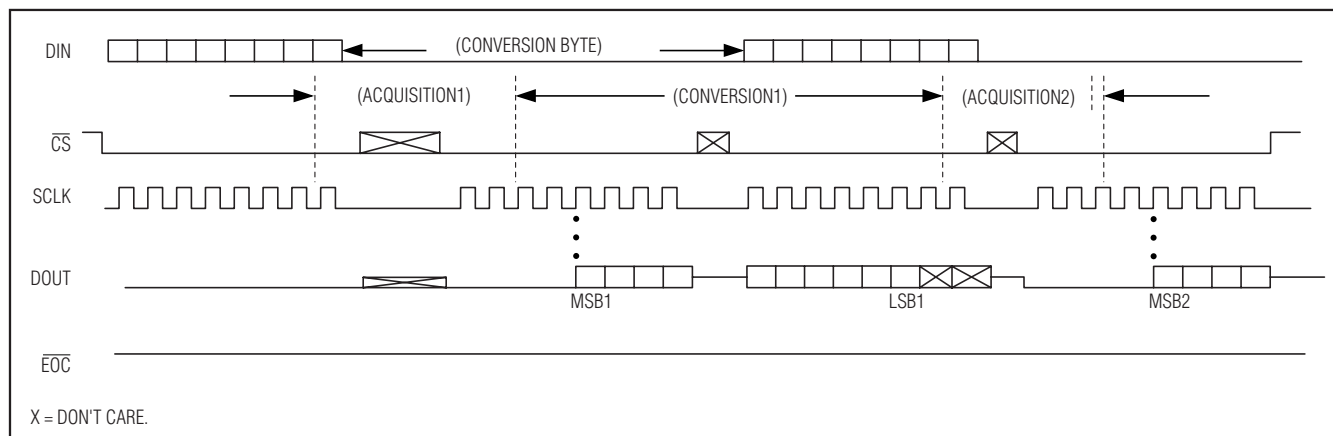 DIN
(CONVERSION BYTE)
(ACQUISITION1)
(CONVERSION1)
(ACQUISITION2)
CS
SCLK
DOUT
MSB1
LSB1
MSB2
EOC
X = DON'T CARE.